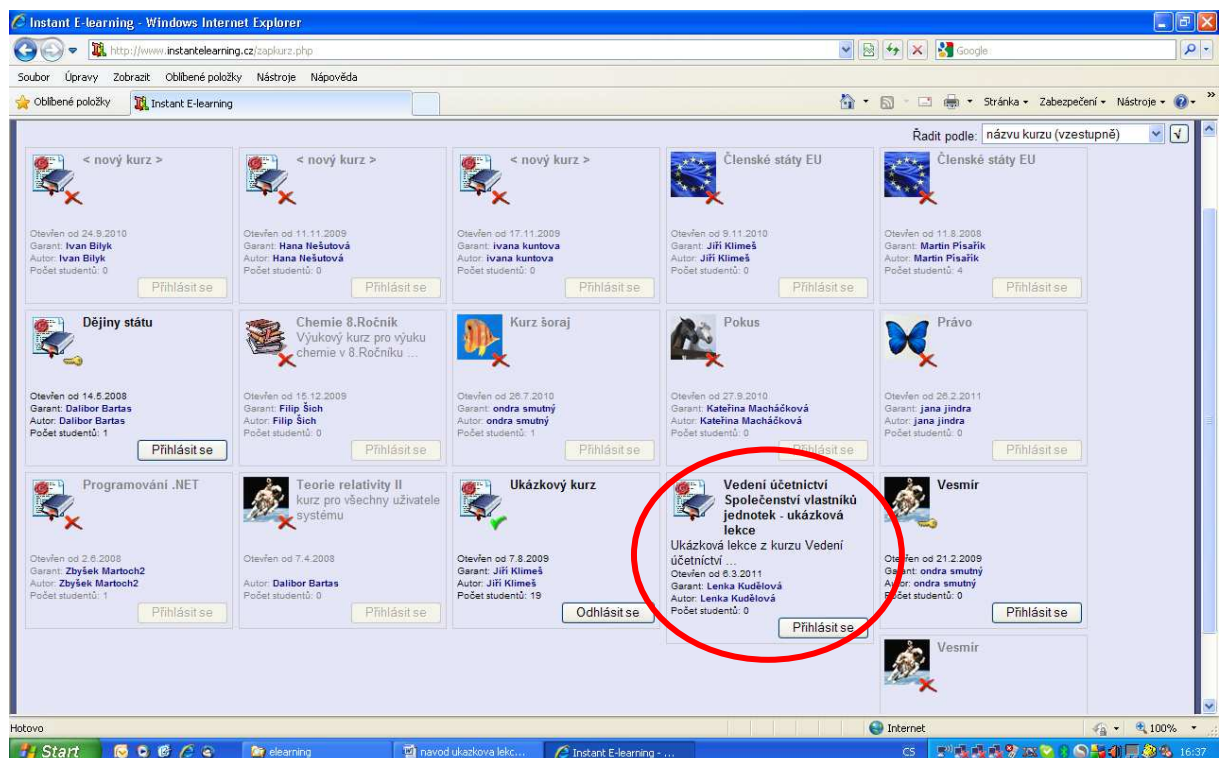 Instant E-learning - Windows Internet Explorer
http://www.instantelearning.cz/zapkurz.php
Google
Soubor Úpravy Zobrazit Oblíbené položky Nástroje Nápověda
Oblíbené položky Instant E-learning Stránka Zabezpečení Nástroje
Řadit podle: názvu kurzu (vzestupně)
< nový kurz >
Otevřen od 24.9.2010
Garant: Ivan Bilyk
Autor: Ivan Bilyk
Počet studentů: 0
Přihlásit se
< nový kurz >
Otevřen od 11.11.2009
Garant: Hana Nešutová
Autor: Hana Nešutová
Počet studentů: 0
Přihlásit se
< nový kurz >
Otevřen od 17.11.2009
Garant: ivana kuntova
Autor: ivana kuntova
Počet studentů: 0
Přihlásit se
Členské státy EU
Otevřen od 9.11.2010
Garant: Jiří Klimeš
Autor: Jiří Klimeš
Počet studentů: 0
Přihlásit se
Členské státy EU
Otevřen od 11.8.2008
Garant: Martin Písařík
Autor: Martin Písařík
Počet studentů: 4
Přihlásit se
Dějiny státu
Otevřen od 14.5.2008
Garant: Dalibor Bartas
Autor: Dalibor Bartas
Počet studentů: 1
Přihlásit se
Chemie 8.Ročník
Výukový kurz pro výuku
chemie v 8.Ročníku ...
Otevřen od 15.12.2009
Garant: Filip Šich
Autor: Filip Šich
Počet studentů: 0
Přihlásit se
Kurz šoraj
Otevřen od 26.7.2010
Garant: ondra smutný
Autor: ondra smutný
Počet studentů: 1
Přihlásit se
Pokus
Otevřen od 27.9.2010
Garant: Kateřina Macháčková
Autor: Kateřina Macháčková
Počet studentů: 0
Přihlásit se
Právo
Otevřen od 26.2.2011
Garant: jana jindra
Autor: jana jindra
Počet studentů: 0
Přihlásit se
Programování .NET
Otevřen od 2.6.2008
Garant: Zbyšek Martoch2
Autor: Zbyšek Martoch2
Počet studentů: 1
Přihlásit se
Teorie relativity II
kurz pro všechny uživatele
systému
Otevřen od 7.4.2008
Autor: Dalibor Bartas
Počet studentů: 0
Přihlásit se
Ukázkový kurz
Otevřen od 7.8.2009
Garant: Jiří Klimeš
Autor: Jiří Klimeš
Počet studentů: 19
Odhlásit se
Vedení účetnictví
Společenství vlastníků
jednotek - ukázková
lekce
Ukázková lekce z kurzu Vedení
účetnictví ...
Otevřen od 6.3.2011
Garant: Lenka Kudělová
Autor: Lenka Kudělová
Počet studentů: 0
Přihlásit se
Vesmír
Otevřen od 21.2.2009
Garant: ondra smutný
Autor: ondra smutný
Počet studentů: 0
Přihlásit se
Vesmír
Hotovo Internet 100%
Start elearning navod ukazkova lekc... Instant E-learning - ... CS 16:37